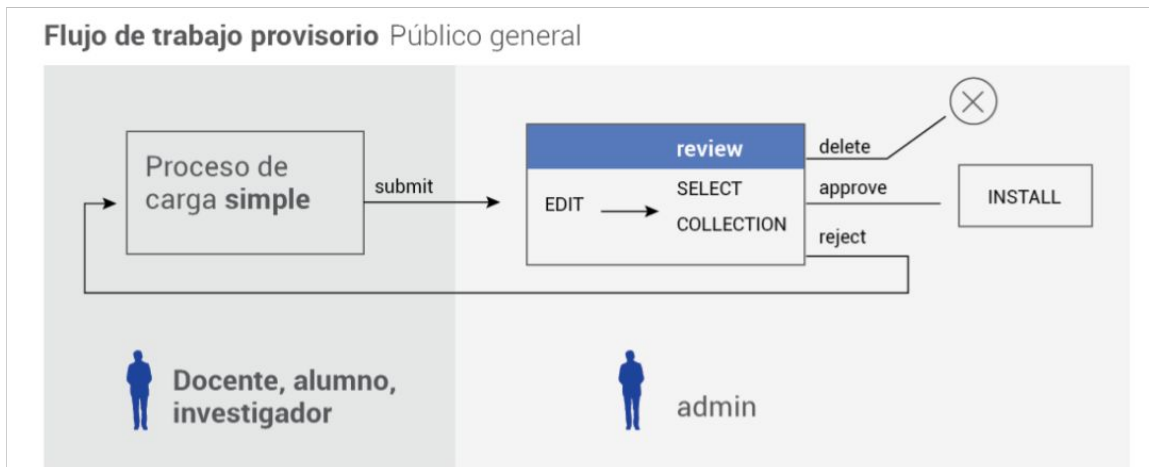 Flujo de trabajo provisorio Público general
Proceso de
carga simple
submit
review
EDIT
SELECT
COLLECTION
delete
approve
reject
INSTALL
Docente, alumno,
investigador
admin